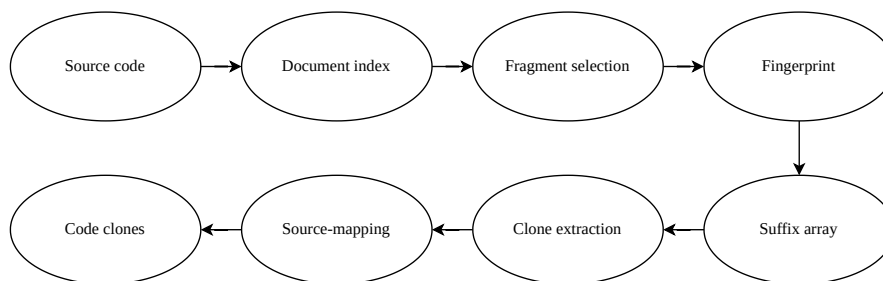 Source code
Document index
Fragment selection
Fingerprint
Code clones
Source-mapping
Clone extraction
Suffix array